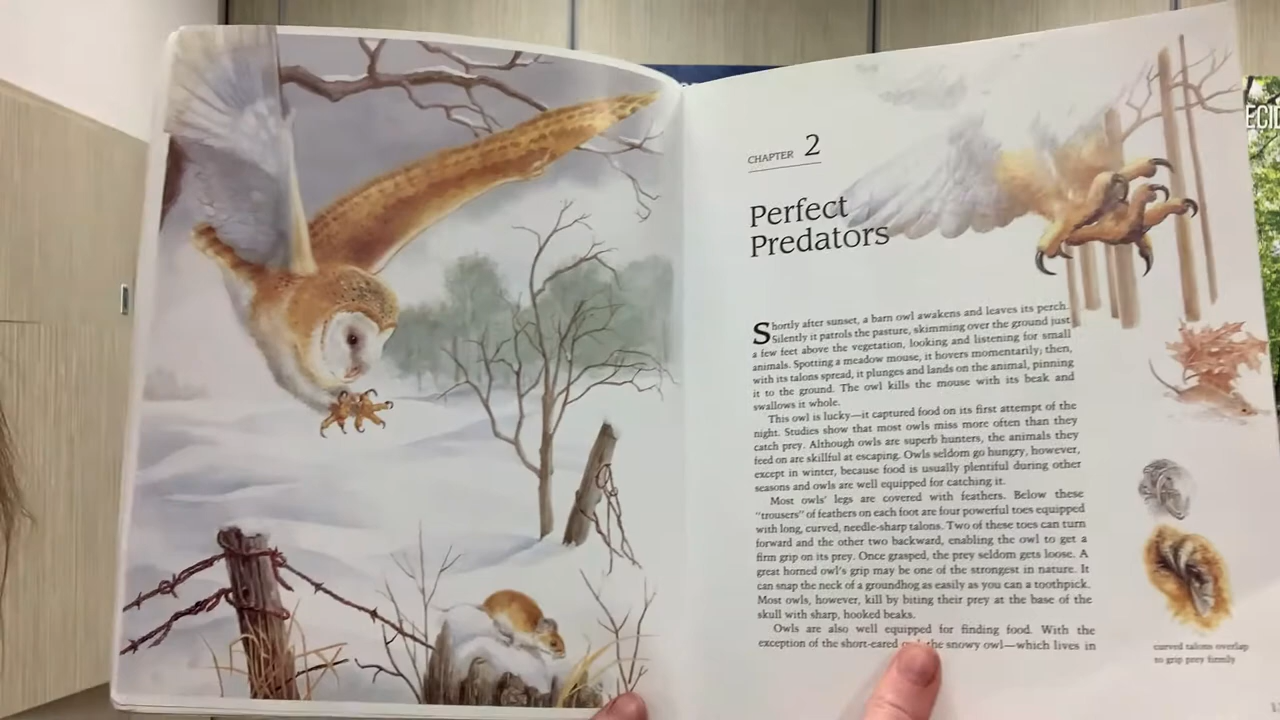 CHAPTER 2
Perfect
Predators
Shortly after sunset, a barn owl awakens and leaves its perch.
Silently it patrols the pasture, skimming over the ground just
a few feet above the vegetation, looking and listening for small
animals. Spotting a meadow mouse, it hovers momentarily; then,
with its talons spread, it plunges and lands on the animal, pinning
it to the ground. The owl kills the mouse with its beak and
swallows it whole.
This owl is lucky—it captured food on its first attempt of the
night. Studies show that most owls miss more often than they
catch prey. Although owls are superb hunters, the animals they
feed on are skillful at escaping. Owls seldom go hungry, however,
except in winter, because food is usually plentiful during other
seasons and owls are well equipped for catching it.
Most owls' legs are covered with feathers. Below these
"trousers" of feathers on each foot are four powerful toes equipped
with long, curved, needle-sharp talons. Two of these toes can turn
forward and the other two backward, enabling the owl to get a
firm grip on its prey. Once grasped, the prey seldom gets loose. A
great horned owl's grip may be one of the strongest in nature. It
can snap the neck of a groundhog as easily as you can a toothpick.
Most owls, however, kill by biting their prey at the base of the
skull with sharp, hooked beaks.
Owls are also well equipped for finding food. With the
exception of the short-eared the snowy owl—which lives in
curved talons overlap
to grip prey firmly